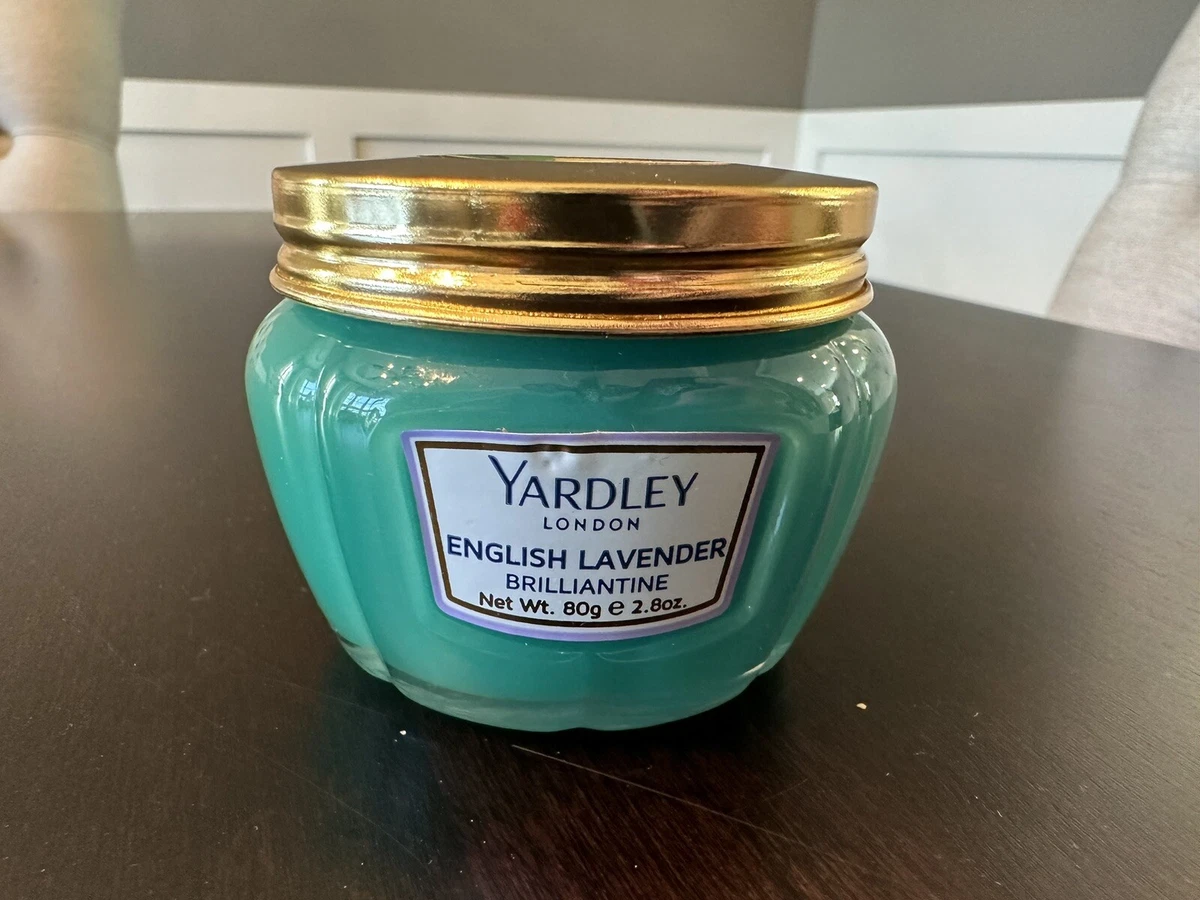 YARDLEY
LONDON
ENGLISH LAVENDER
BRILLIANTINE
Net Wt. 80g ℮ 2.8oz.